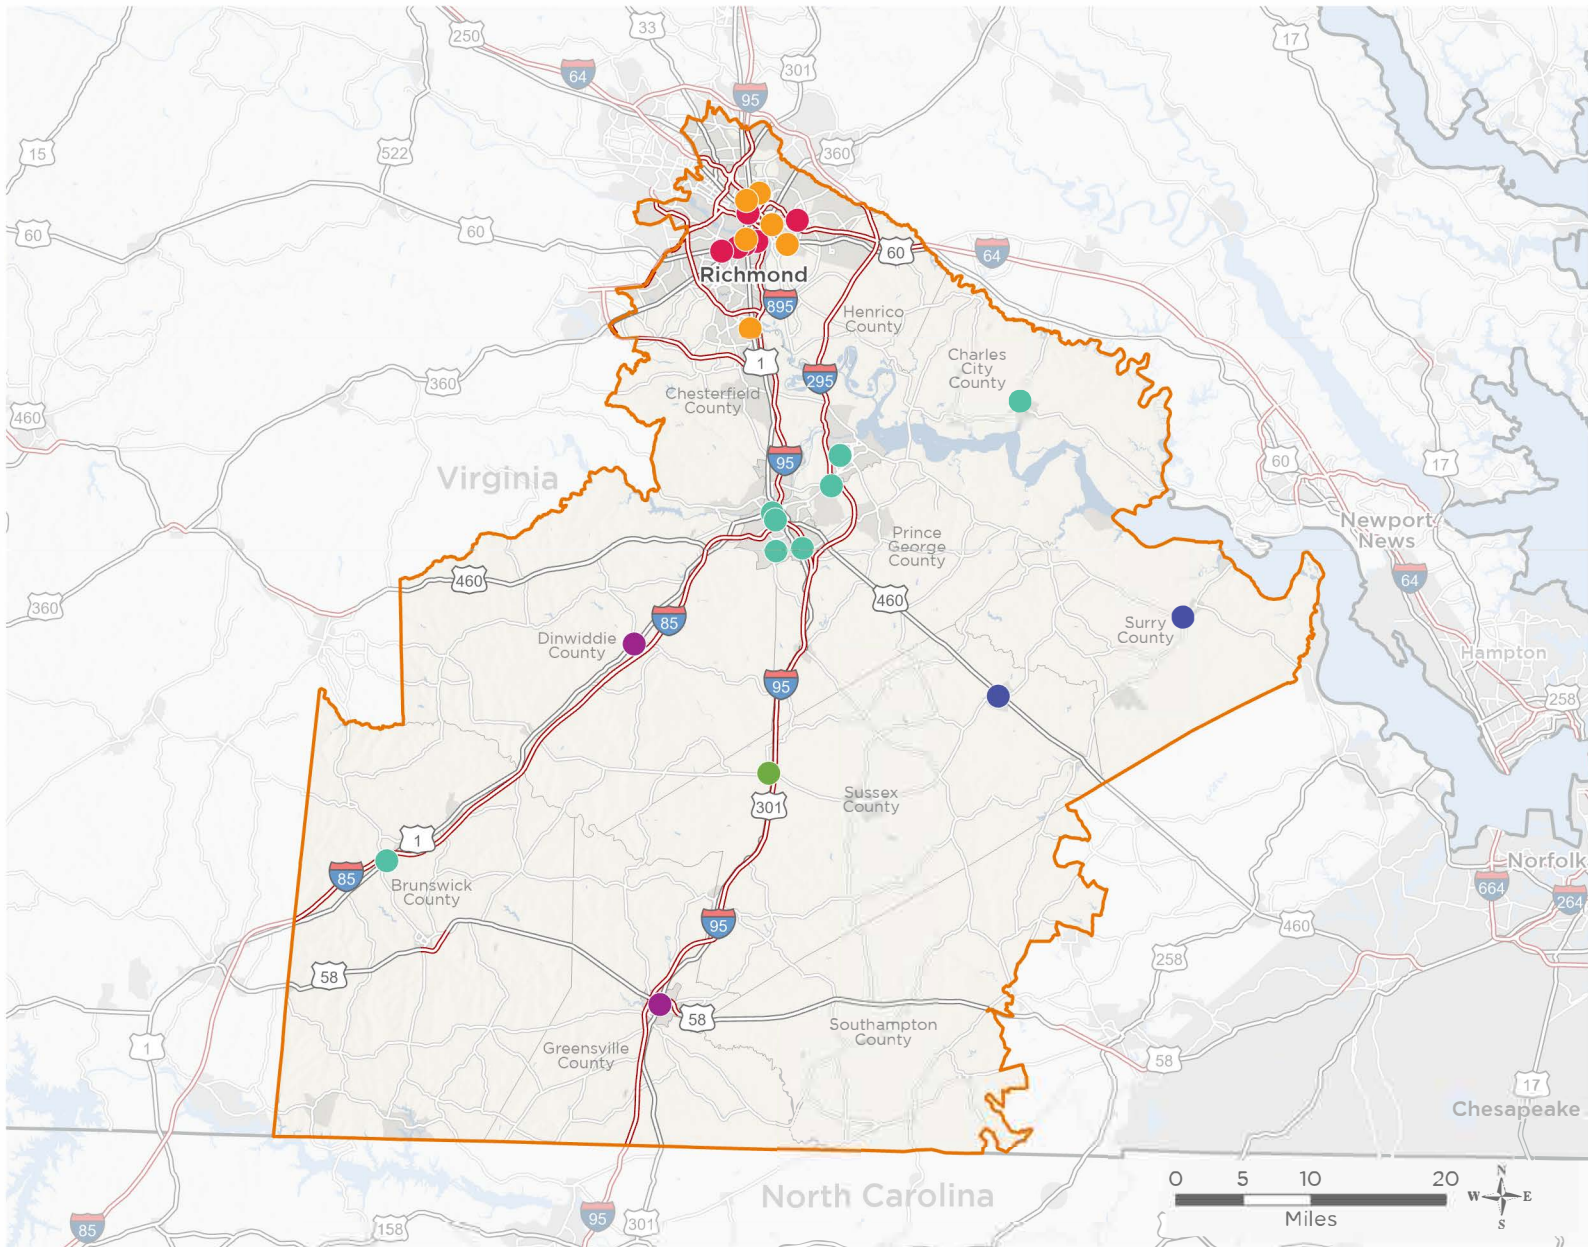 33
17
250
301
64
95
15
522
360
60
60
60
64
Richmond
895
Henrico
County
1
Charles
City
County
360
295
Chesterfield
County
460
95
60
17
Virginia
Newport
News
Prince
George
County
460
64
360
460
85
Surry
County
Dinwiddie
County
Hampton
95
258
Sussex
County
301
1
Norfolk
85
664
Brunswick
County
264
95
460
258
58
58
Southampton
County
1
Greensville
County
58
17
Chesapeake
North Carolina
0 5 10 20
Miles
N
W E
S
85
158
95
301